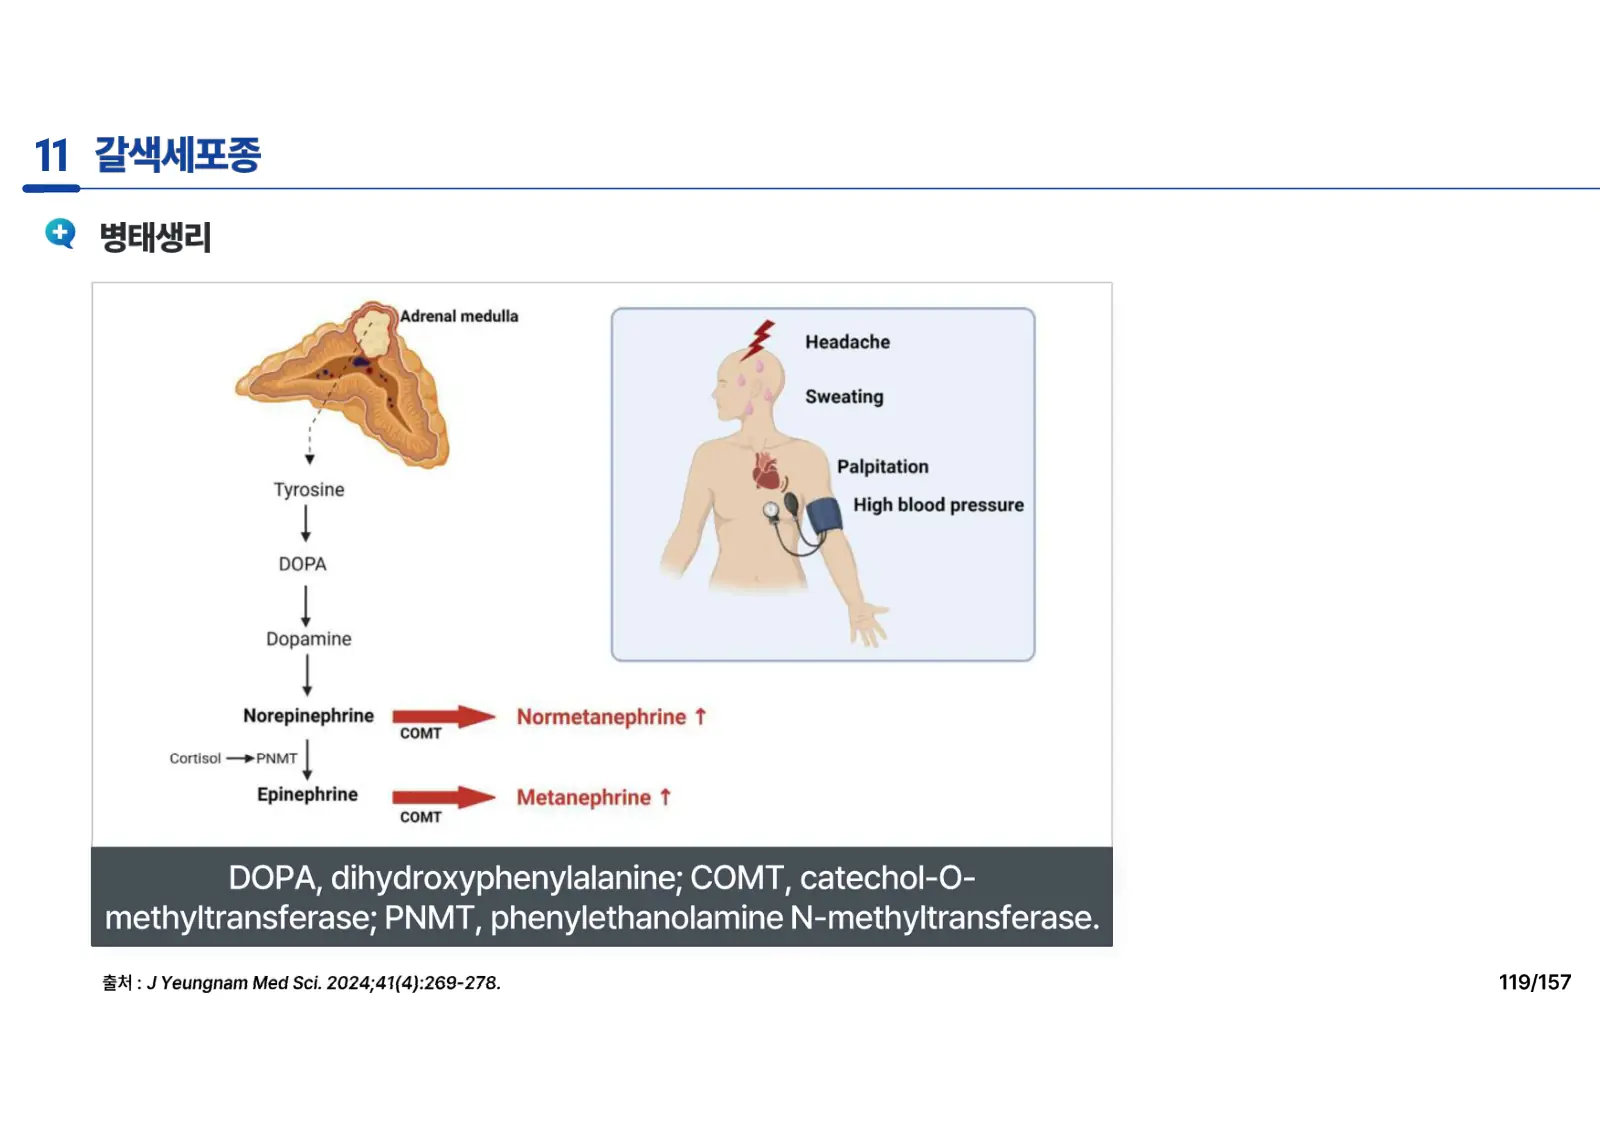 11 갈색세포종
병태생리
Adrenal medulla
Tyrosine
DOPA
Dopamine
Norepinephrine
COMT
Normetanephrine ↑
Cortisol → PNMT
Epinephrine
COMT
Metanephrine ↑
Headache
Sweating
Palpitation
High blood pressure
DOPA, dihydroxyphenylalanine; COMT, catechol-O-
methyltransferase; PNMT, phenylethanolamine N-methyltransferase.
출처 : J Yeungnam Med Sci. 2024;41(4):269-278.
119/157